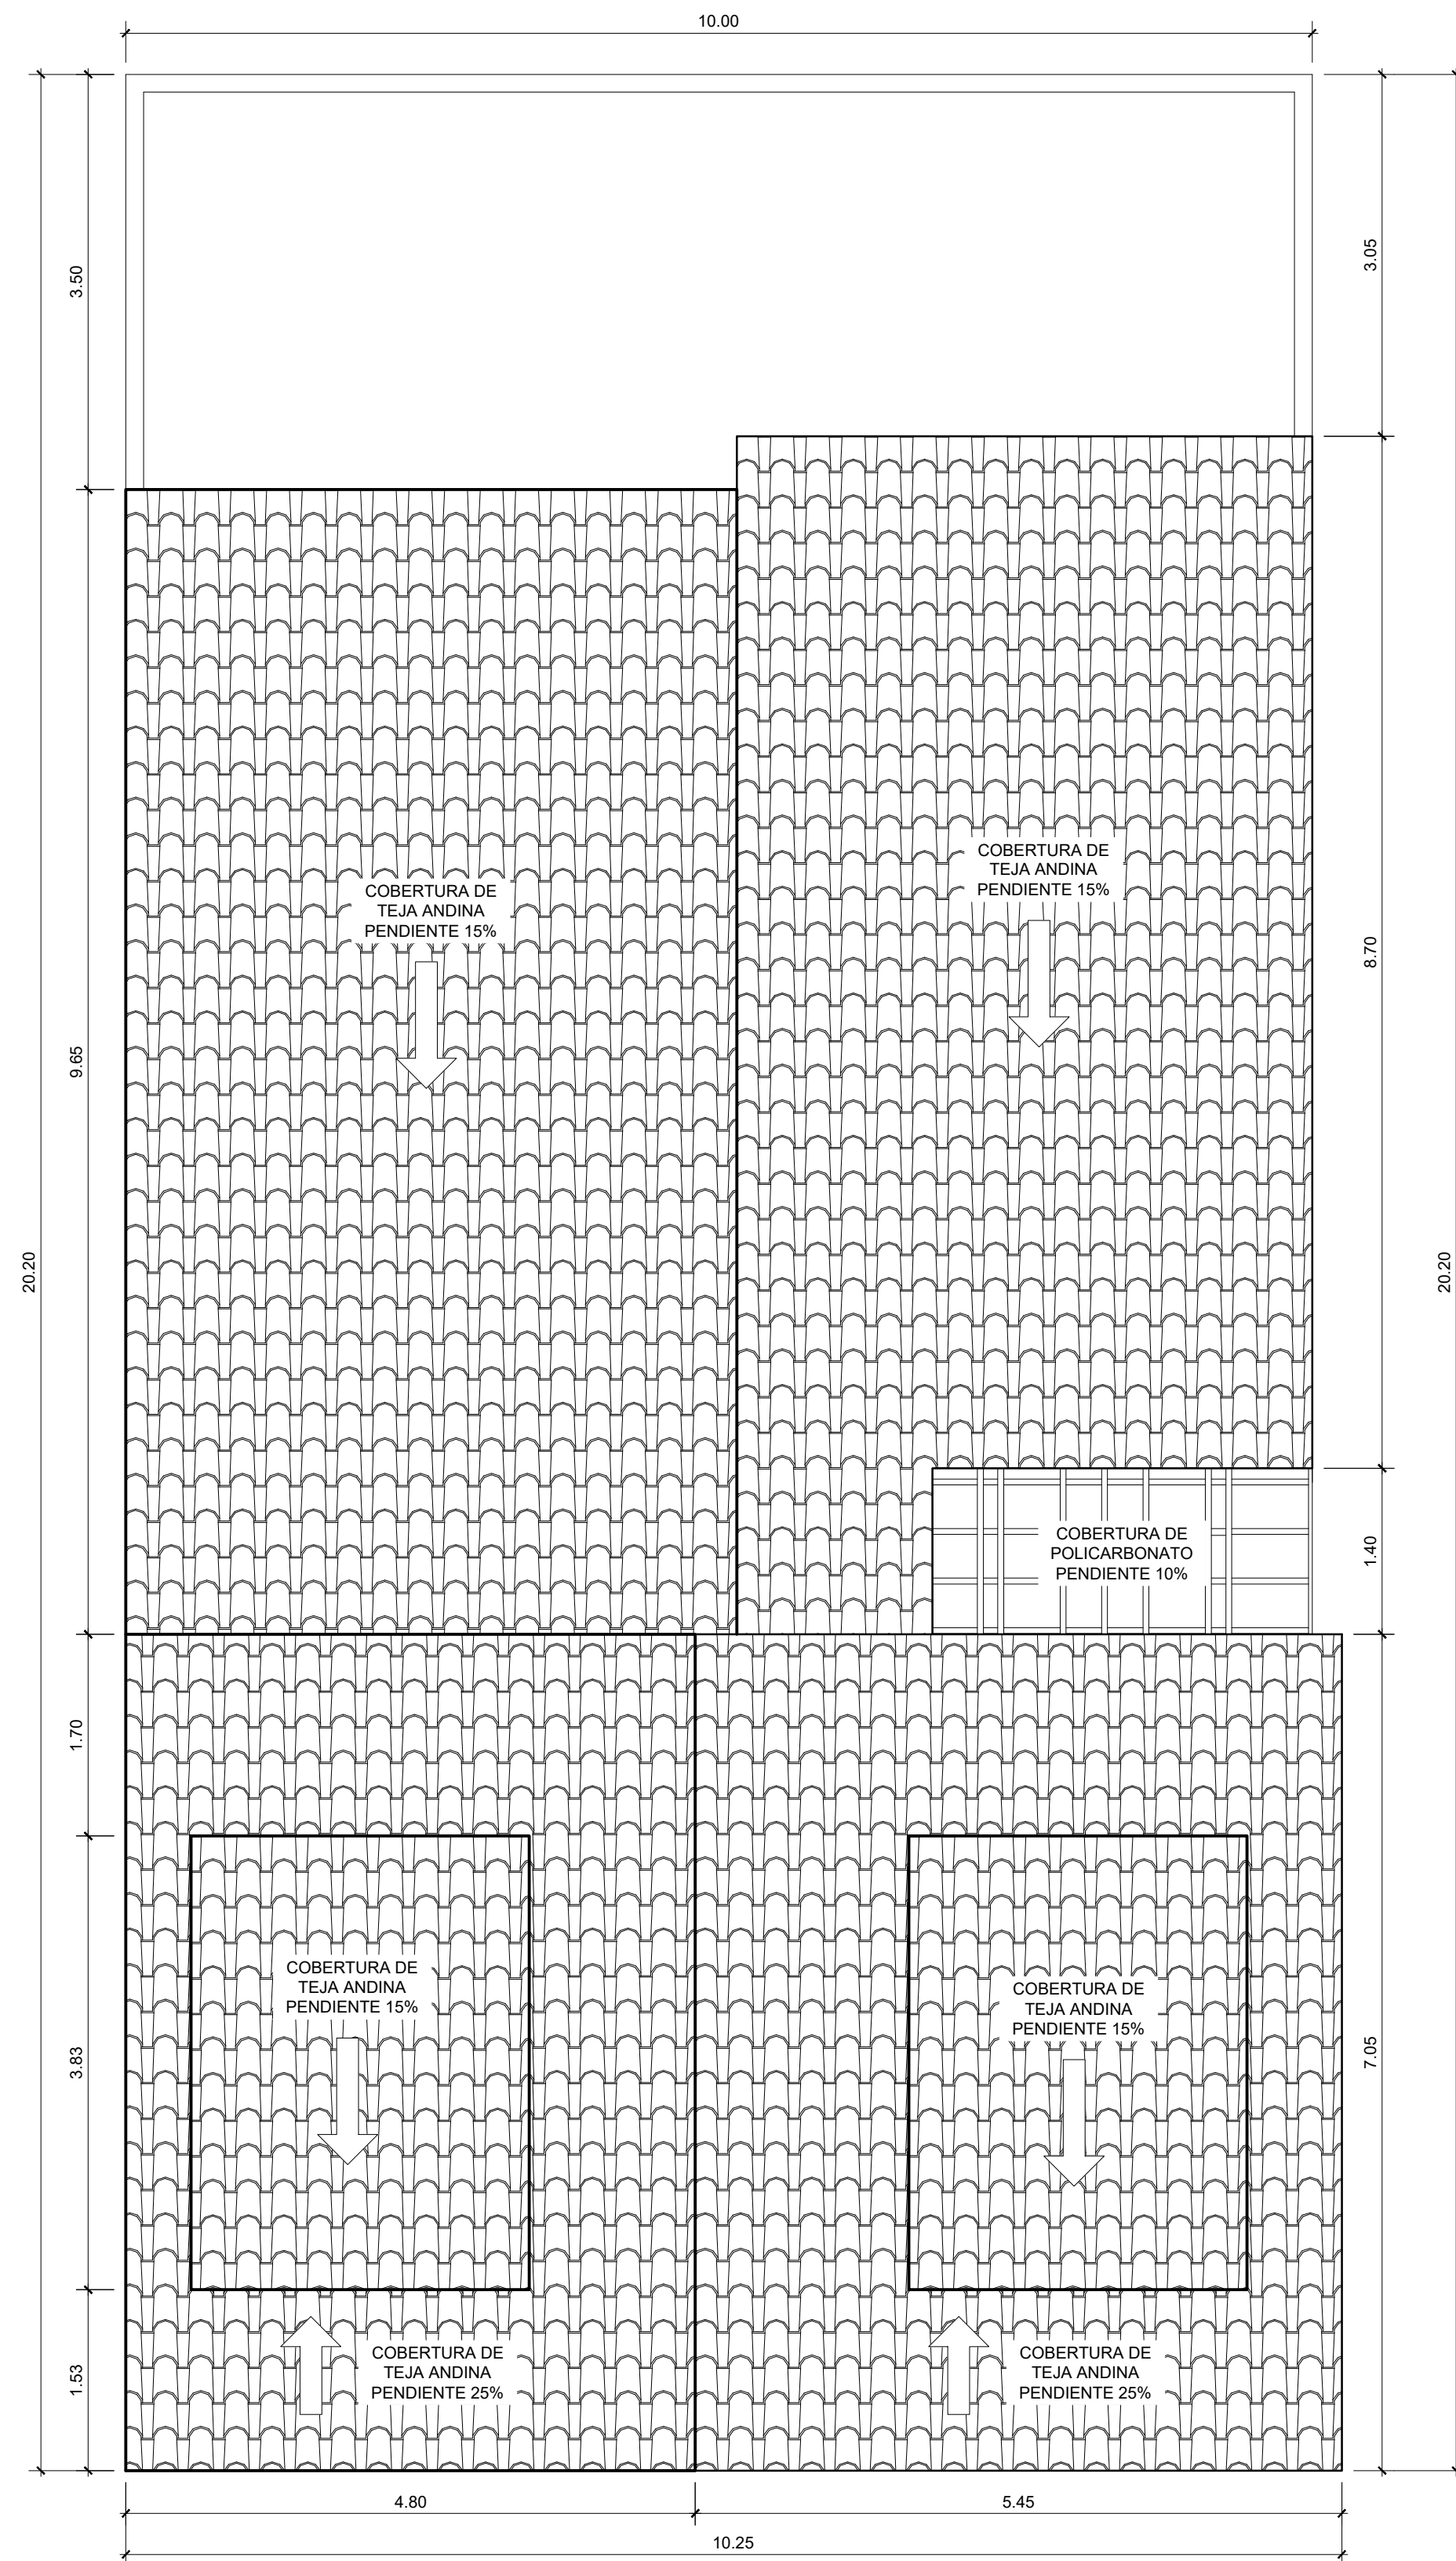 10.00
3.50
3.05
COBERTURA DE
TEJA ANDINA
PENDIENTE 15%
COBERTURA DE
TEJA ANDINA
PENDIENTE 15%
8.70
9.65
20.20
20.20
COBERTURA DE
POLICARBONATO
PENDIENTE 10%
1.40
1.70
COBERTURA DE
TEJA ANDINA
PENDIENTE 15%
COBERTURA DE
TEJA ANDINA
PENDIENTE 15%
3.83
7.05
COBERTURA DE
TEJA ANDINA
PENDIENTE 25%
COBERTURA DE
TEJA ANDINA
PENDIENTE 25%
1.53
4.80
5.45
10.25